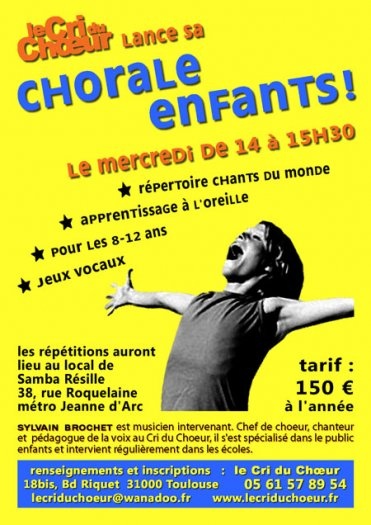 le Cri du
Chœur Lance sa
CHORALE
ENFANTS !
Le mercredi de 14 à 15H30
★ répertoire chants du monde
★ apprentissage à l'oreille
★ pour les 8-12 ans
★ jeux vocaux
les répétitions auront
lieu au local de
Samba Résille
38, rue Roquelaine
métro Jeanne d'Arc
tarif :
150 €
à l'année
SYLVAIN BROCHET est musicien intervenant. Chef de choeur, chanteur
et pédagogue de la voix au Cri du Choeur, il s'est spécialisé dans le public
enfants et intervient régulièrement dans les écoles.
renseignements et inscriptions : le Cri du Chœur
18bis, Bd Riquet 31000 Toulouse 05 61 57 89 54
lecriduchoeur@wanadoo.fr www.lecriduchoeur.fr